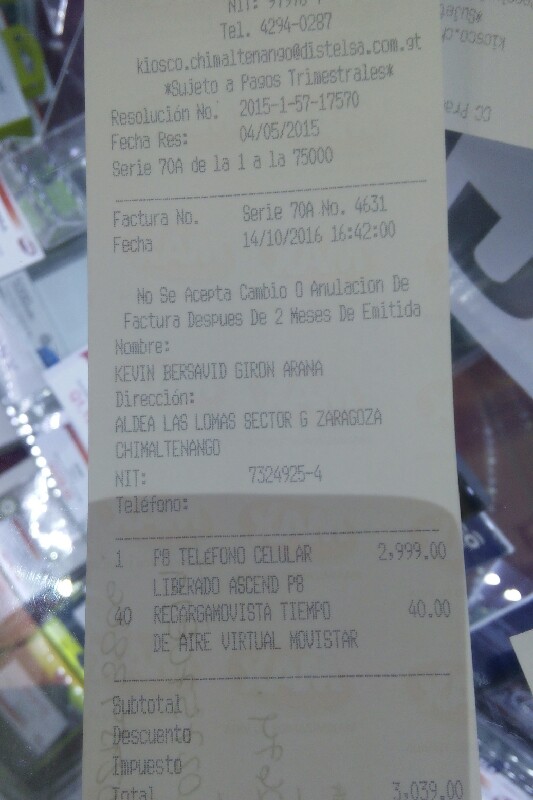 NIT:
Tel. 4294-0287
kiosco.chimaltenango@distelsa.com.gt
*Sujeto a Pagos Trimestrales*
Resolución No. 2015-1-57-17570
Fecha Res: 04/05/2015
Serie 70A de la 1 a la 75000
Factura No. Serie 70A No. 4631
Fecha 14/10/2016 16:42:00
No Se Acepta Cambio O Anulacion De
Factura Despues De 2 Meses De Emitida
Nombre:
KEVIN BERSAVID GIRON ARANA
Dirección:
ALDEA LAS LOMAS SECTOR G ZARAGOZA
CHIMALTENANGO
NIT: 7324925-4
Teléfono:
1 P8 TELéFONO CELULAR 2,999.00
LIBERADO ASCEND P8
40 RECARGAMOVISTA TIEMPO 40.00
DE AIRE VIRTUAL MOVISTAR
Subtotal
Descuento
Impuesto
Total 3,039.00